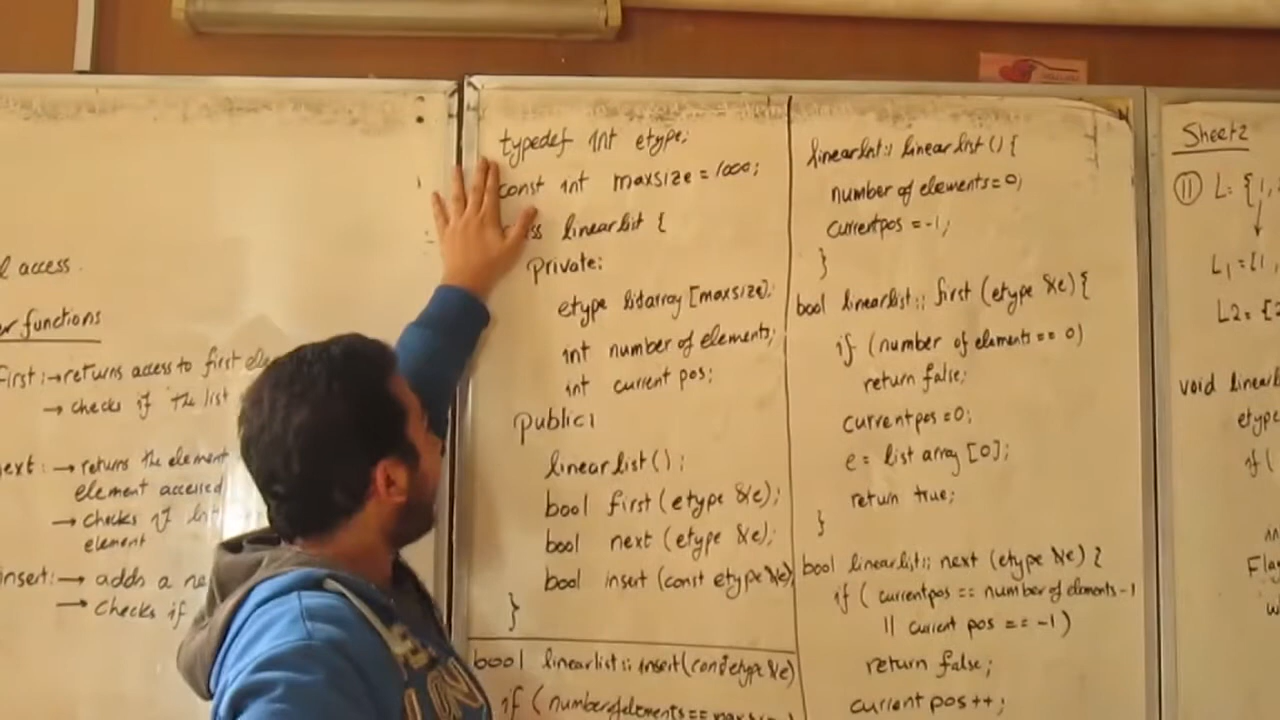 l access.
er functions
first: → returns access to first ele
→ checks if the list
ext: → returns the element
element accessed
→ checks if list
element
insert: → adds a ne
→ checks if
typedef int etype;
const int maxsize = 1000;
ss linearlist {
private:
etype listarray [maxsize];
int number of elements;
int current pos;
public:
linearlist();
bool first (etype &e);
bool next (etype &e);
bool insert (const etype &e)
}
bool linearlist:: insert(const etype &e)
if (number of elements ==
linearlist:: linearlist () {
number of elements = 0;
currentpos = -1;
}
bool linearlist:: first (etype &e) {
if (number of elements == 0)
return false;
currentpos = 0;
e = list array [0];
return true;
}
bool linearlist:: next (etype &e) {
if ( currentpos == number of elements - 1
|| current pos == -1 )
return false;
current pos ++;
Sheet 2
11 L = {1,
L1 = {1,
L2 = {
void linear
etype
if (
Fla
w